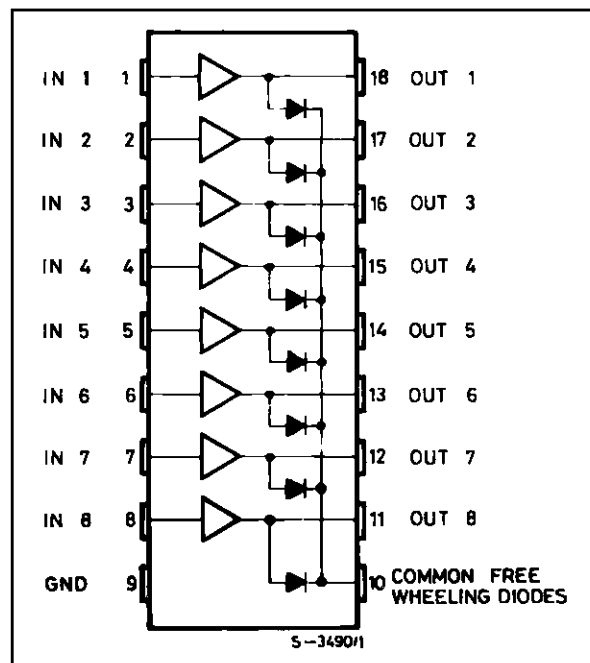 IN 1 1 18 OUT 1
IN 2 2 17 OUT 2
IN 3 3 16 OUT 3
IN 4 4 15 OUT 4
IN 5 5 14 OUT 5
IN 6 6 13 OUT 6
IN 7 7 12 OUT 7
IN 8 8 11 OUT 8
GND 9 10 COMMON FREE
WHEELING DIODES
S-3490/1